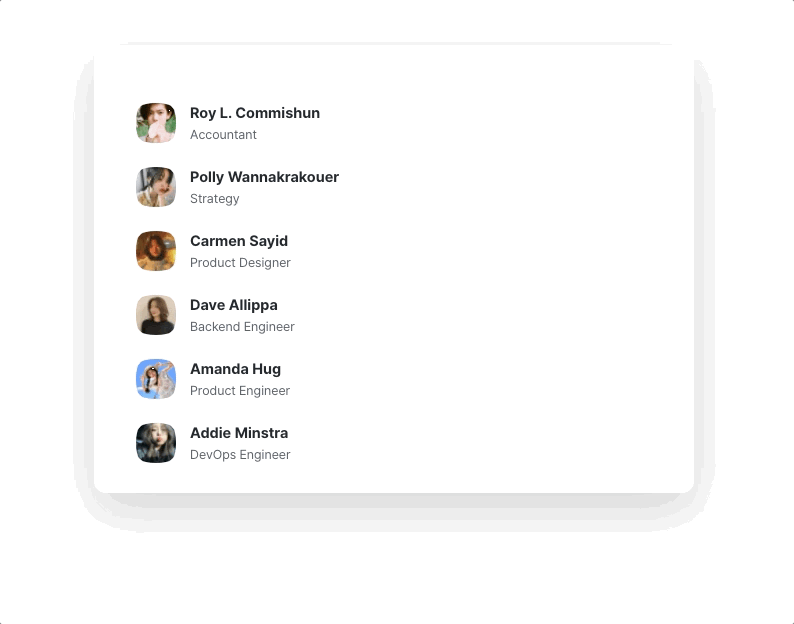 Roy L. Commishun
Accountant
Polly Wannakrakouer
Strategy
Carmen Sayid
Product Designer
Dave Allippa
Backend Engineer
Amanda Hug
Product Engineer
Addie Minstra
DevOps Engineer